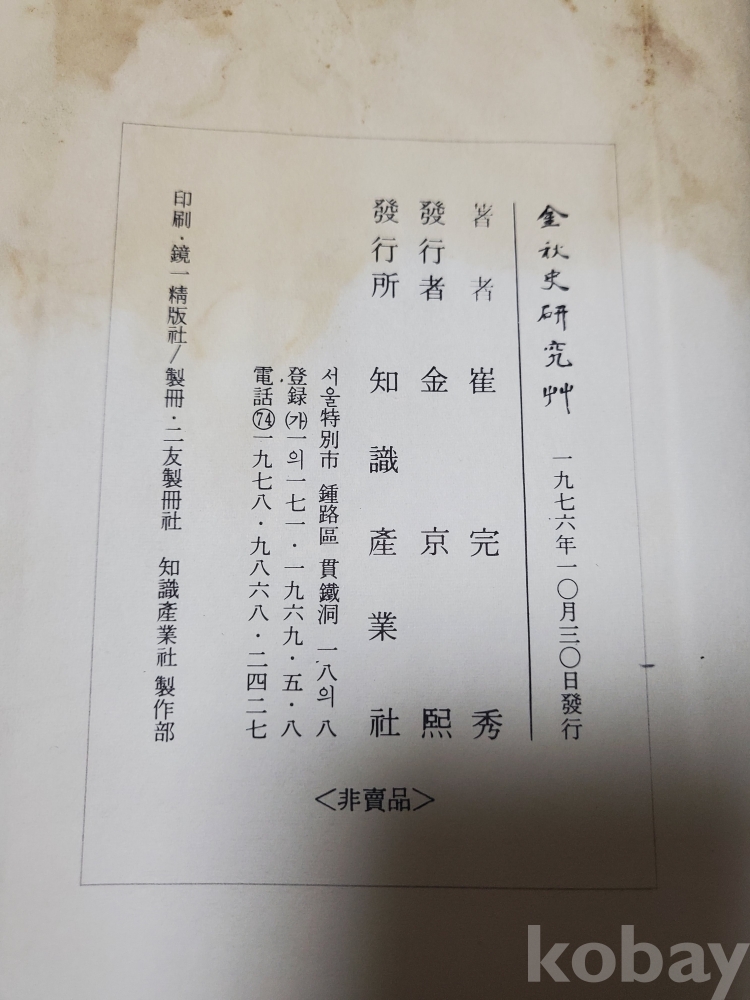 金秋史研究艸 一九七六年一〇月三〇日發行
著者 崔完秀
發行者 金京熙
發行所 知識產業社
서울特別市 鍾路區 貫鐵洞 一八의 八
登録㈎一의一七一·一九六九·五·八
電話74一九七八·九八六八·二四二七
印刷·鏡一精版社/製冊·二友製冊社 知識產業社 製作部
<非賣品>
kobay